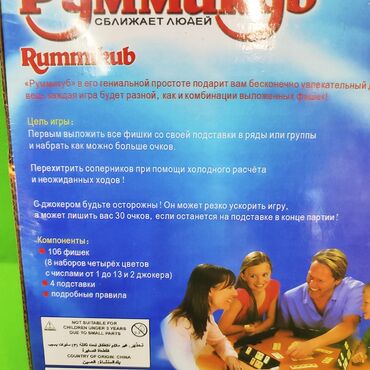 Руммикуб
СБЛИЖАЕТ ЛЮДЕЙ
Rummikub
«Руммикуб» в его гениальной простоте подарит вам бесконечно увлекательный
ведь каждая игра будет разной, как и комбинации выложенных фишек!
Цель игры:
Первым выложить все фишки со своей подставки в ряды или группы
и набрать как можно больше очков.
Перехитрить соперников при помощи холодного расчёта
и неожиданных ходов !
С джокером будьте осторожны! Он может резко ускорить игру,
а может лишить вас 30 очков, если останется на подставке в конце партии !
Компоненты:
106 фишек
(8 наборов четырёх цветов
с числами от 1 до 13 и 2 джокера)
4 подставки
подробные правила
NOT SUITABLE FOR
CHILDREN UNDER 3 YEARS
DUE TO SMALL PARTS
COUNTRY OF ORIGIN: CHINA